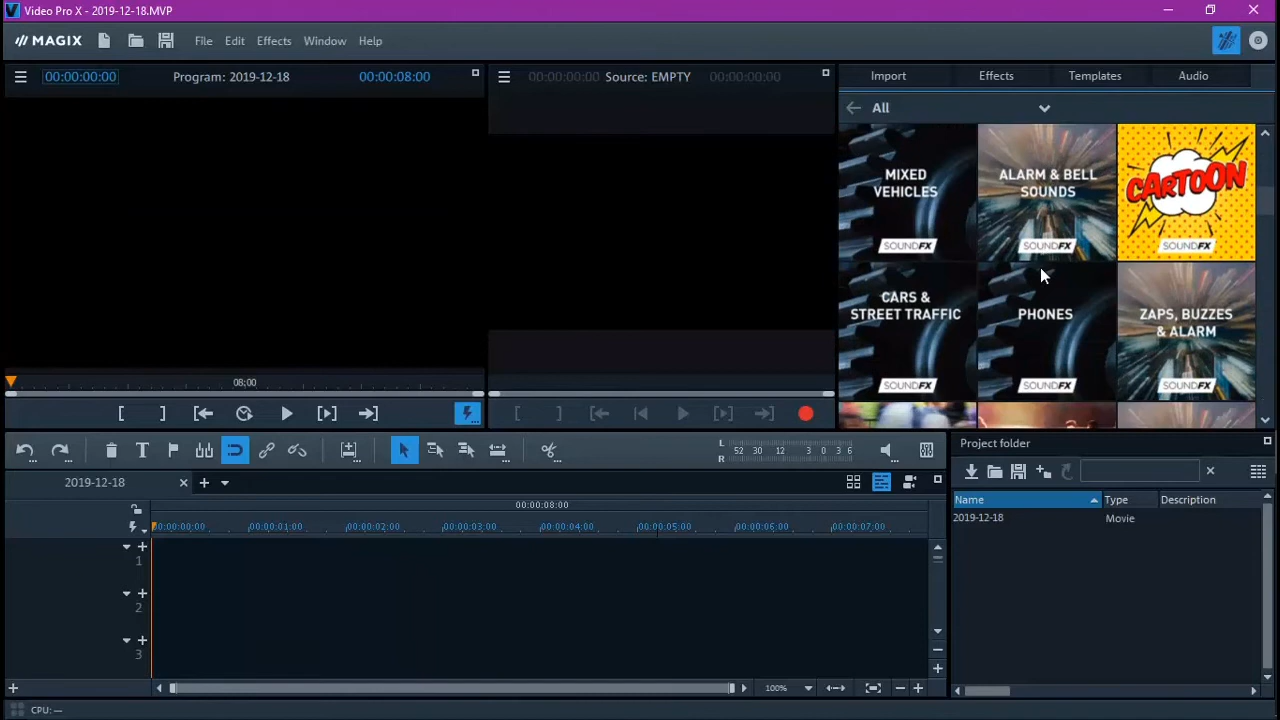 Video Pro X - 2019-12-18.MVP
MAGIX File Edit Effects Window Help
00:00:00:00 Program: 2019-12-18 00:00:08:00
00:00:00:00 Source: EMPTY 00:00:00:00
Import Effects Templates Audio
All
MIXED
VEHICLES
SOUNDFX
ALARM & BELL
SOUNDS
SOUNDFX
CARTOON
SOUNDFX
CARS &
STREET TRAFFIC
SOUNDFX
PHONES
SOUNDFX
ZAPS, BUZZES
& ALARM
SOUNDFX
08:00
L
R
52 30 12 3 0 3 6
Project folder
2019-12-18
Name Type Description
2019-12-18 Movie
00:00:08:00
00:00:00:00 00:00:01:00 00:00:02:00 00:00:03:00 00:00:04:00 00:00:05:00 00:00:06:00 00:00:07:00
1
2
3
100%
CPU: —